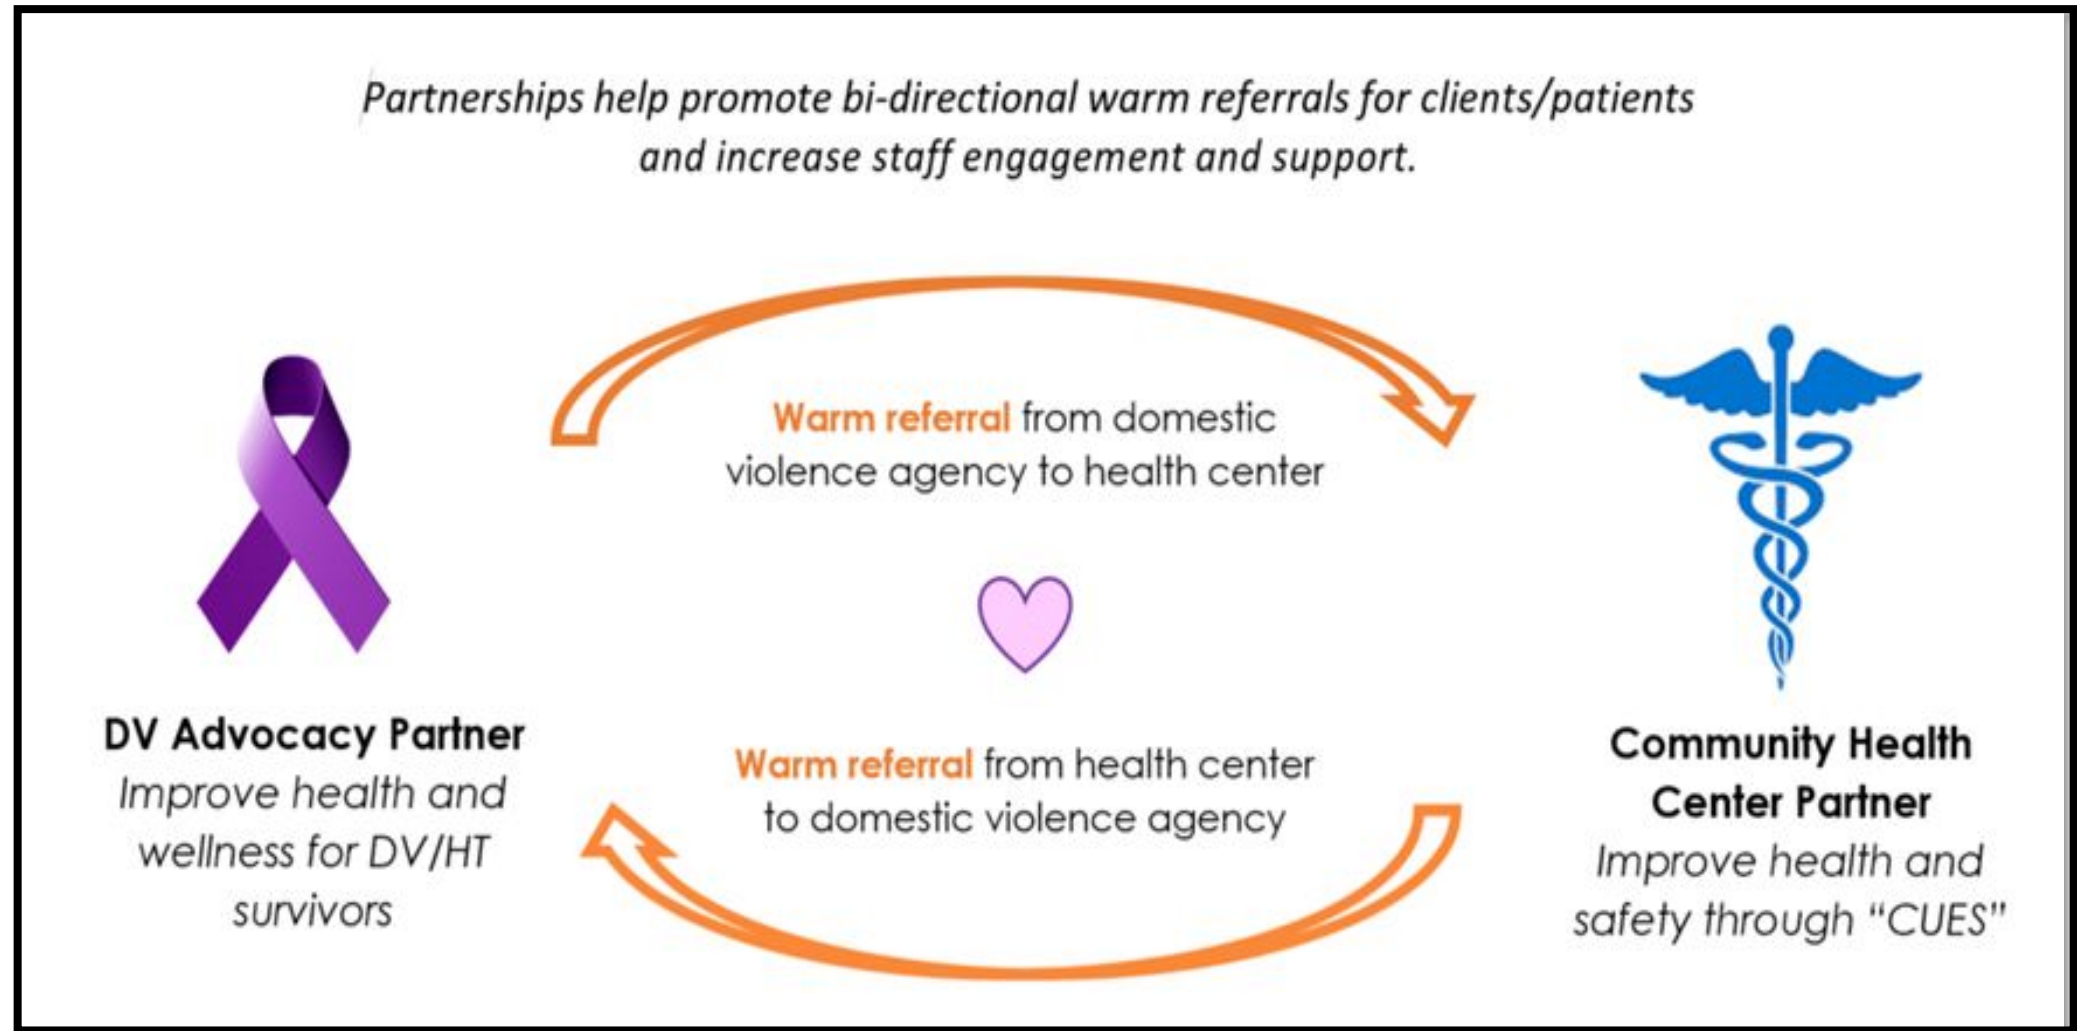 Partnerships help promote bi-directional warm referrals for clients/patients
and increase staff engagement and support.
Warm referral from domestic
violence agency to health center
DV Advocacy Partner
Improve health and
wellness for DV/HT
survivors
Warm referral from health center
to domestic violence agency
Community Health
Center Partner
Improve health and
safety through “CUES”